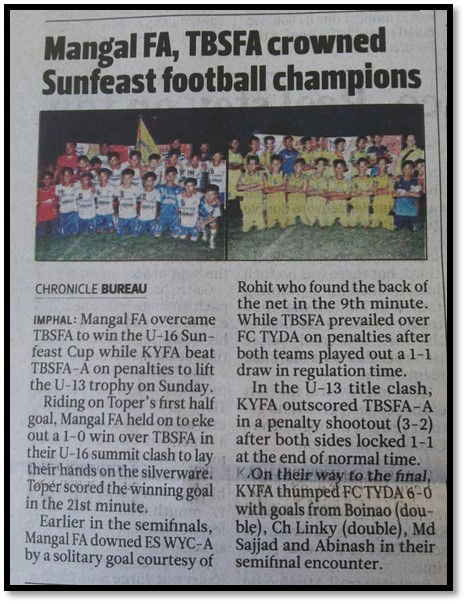 Mangal FA, TBSFA crowned
Sunfeast football champions
CHRONICLE BUREAU
IMPHAL: Mangal FA overcame
TBSFA to win the U-16 Sun-
feast Cup while KYFA beat
TBSFA-A on penalties to lift
the U-13 trophy on Sunday.
Riding on Toper's first half
goal, Mangal FA held on to eke
out a 1-0 win over TBSFA in
their U-16 summit clash to lay
their hands on the silverware.
Toper scored the winning goal
in the 21st minute.
Earlier in the semifinals,
Mangal FA downed ES WYC-A
by a solitary goal courtesy of
Rohit who found the back of
the net in the 9th minute.
While TBSFA prevailed over
FC TYDA on penalties after
both teams played out a 1-1
draw in regulation time.
In the U-13 title clash,
KYFA outscored TBSFA-A
in a penalty shootout (3-2)
after both sides locked 1-1
at the end of normal time.
On their way to the final,
KYFA thumped FC TYDA 6-0
with goals from Boinao (dou-
ble), Ch Linky (double), Md
Sajjad and Abinash in their
semifinal encounter.